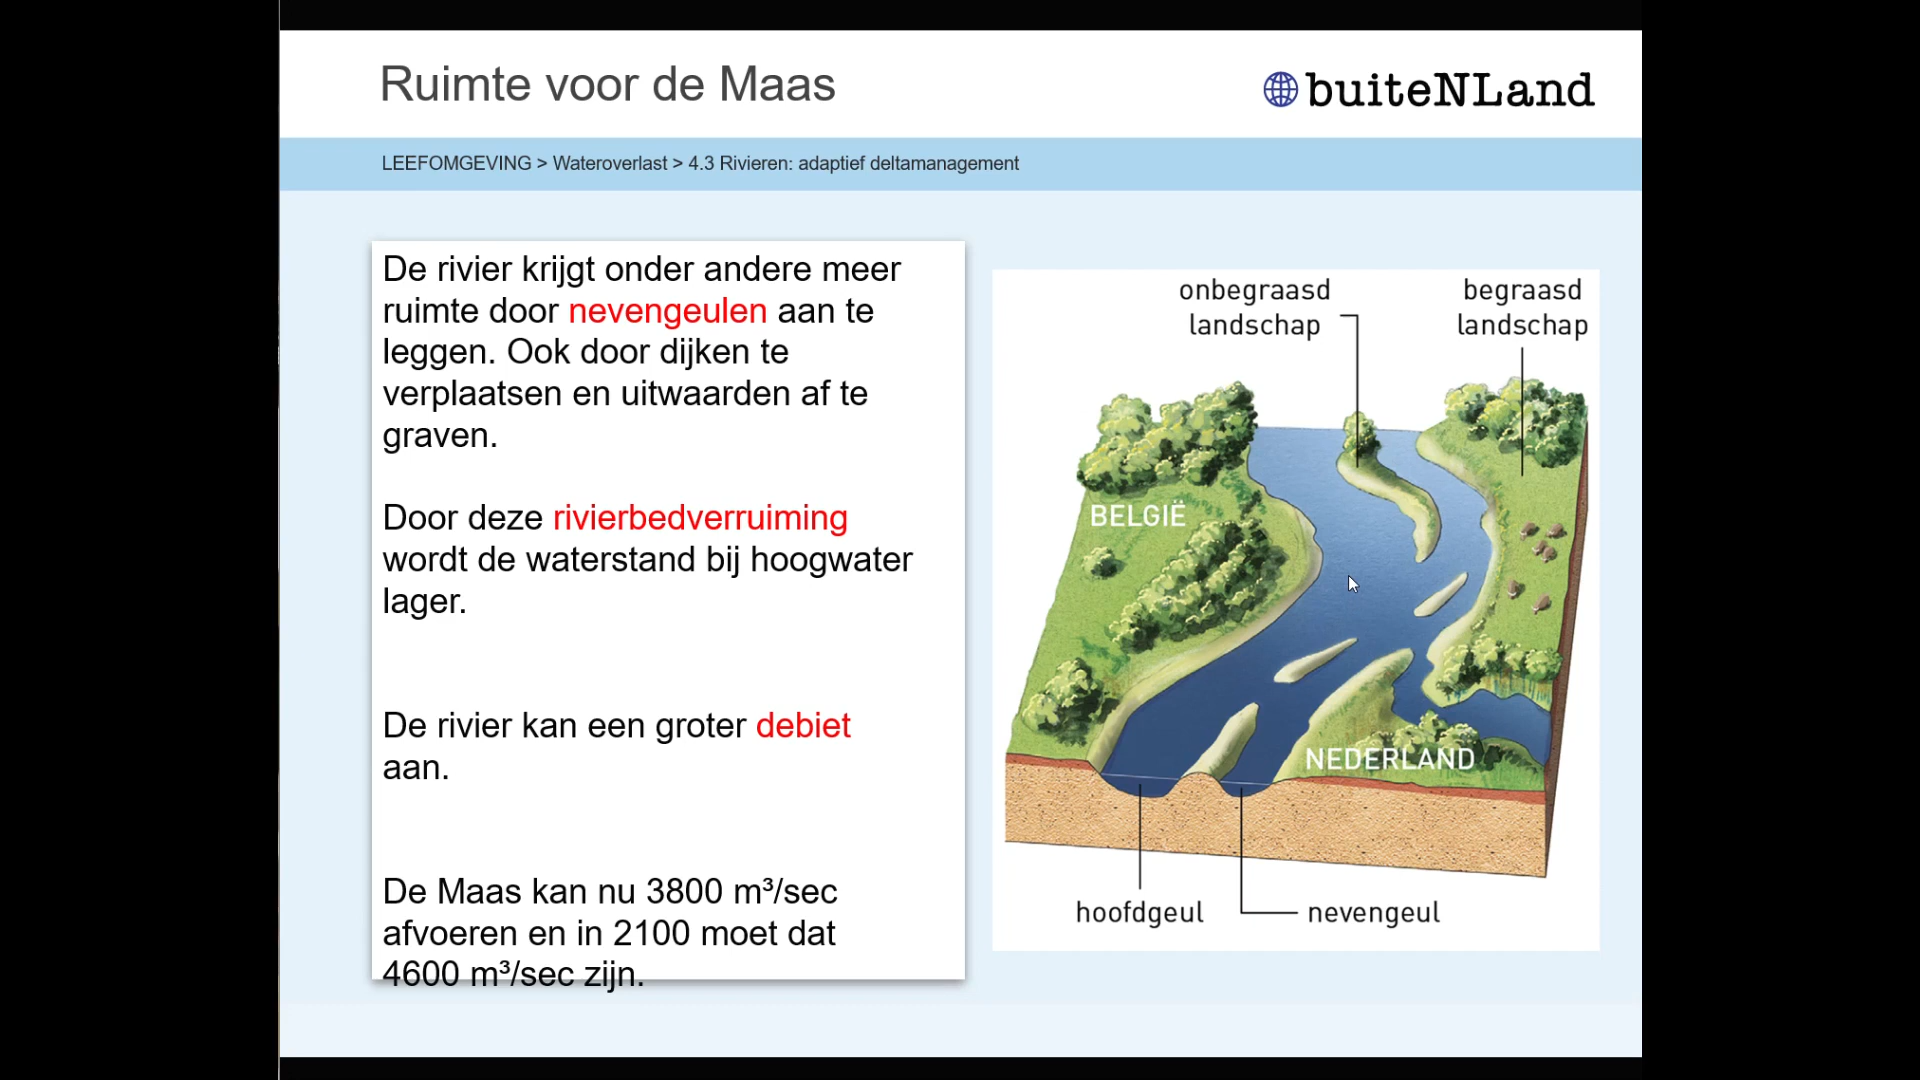 Ruimte voor de Maas
buiteNLand
LEEFOMGEVING > Wateroverlast > 4.3 Rivieren: adaptief deltamanagement
De rivier krijgt onder andere meer
ruimte door nevengeulen aan te
leggen. Ook door dijken te
verplaatsen en uitwaarden af te
graven.
Door deze rivierbedverruiming
wordt de waterstand bij hoogwater
lager.
De rivier kan een groter debiet
aan.
De Maas kan nu 3800 m³/sec
afvoeren en in 2100 moet dat
4600 m³/sec zijn.
onbegraasd
landschap
begraasd
landschap
BELGIË
NEDERLAND
hoofdgeul
nevengeul